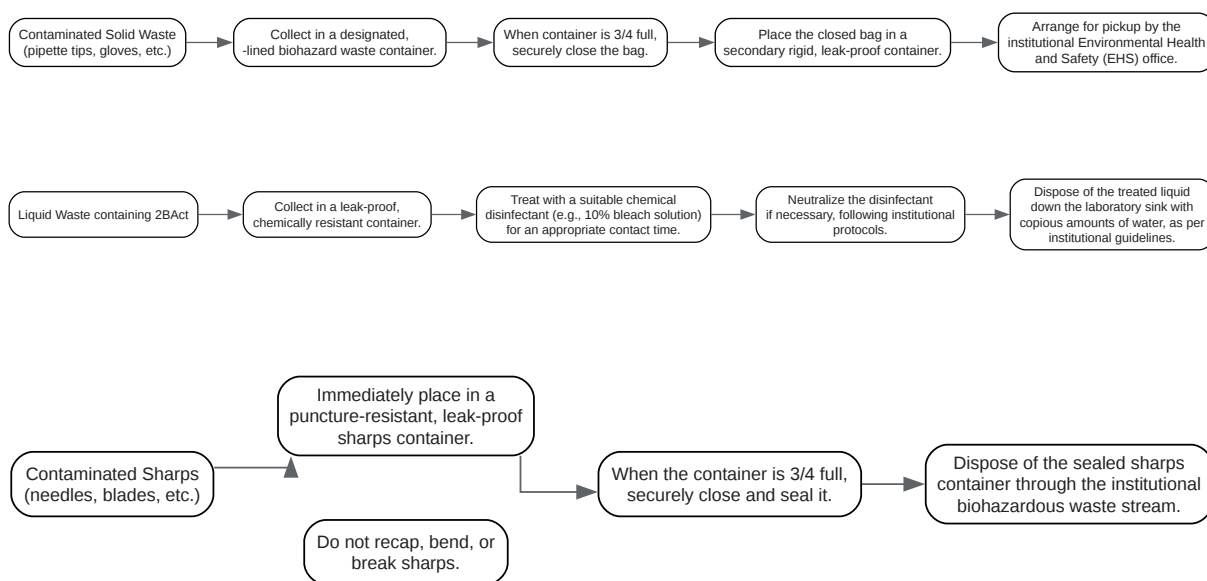 Contaminated Solid Waste
(pipette tips, gloves, etc.)
Collect in a designated,
-lined biohazard waste container.
When container is 3/4 full,
securely close the bag.
Place the closed bag in a
secondary rigid, leak-proof container.
Arrange for pickup by the
institutional Environmental Health
and Safety (EHS) office.
Liquid Waste containing 2BAct
Collect in a leak-proof,
chemically resistant container.
Treat with a suitable chemical
disinfectant (e.g., 10% bleach solution)
for an appropriate contact time.
Neutralize the disinfectant
if necessary, following institutional
protocols.
Dispose of the treated liquid
down the laboratory sink with
copious amounts of water, as per
institutional guidelines.
Contaminated Sharps
(needles, blades, etc.)
Immediately place in a
puncture-resistant, leak-proof
sharps container.
Do not recap, bend, or
break sharps.
When the container is 3/4 full,
securely close and seal it.
Dispose of the sealed sharps
container through the institutional
biohazardous waste stream.